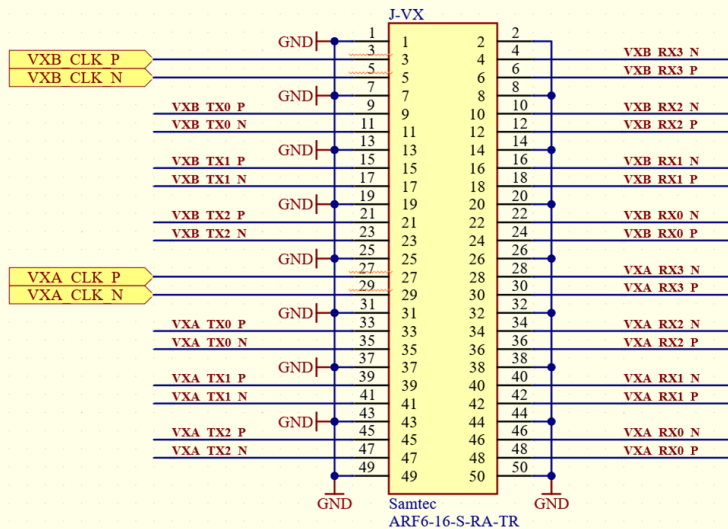 J-VX
GND 1 1 2 2
VXB_CLK_P 3 3 4 4 VXB_RX3_N
VXB_CLK_N 5 5 6 6 VXB_RX3_P
GND 7 7 8 8
VXB_TX0_P 9 9 10 10 VXB_RX2_N
VXB_TX0_N 11 11 12 12 VXB_RX2_P
GND 13 13 14 14
VXB_TX1_P 15 15 16 16 VXB_RX1_N
VXB_TX1_N 17 17 18 18 VXB_RX1_P
GND 19 19 20 20
VXB_TX2_P 21 21 22 22 VXB_RX0_N
VXB_TX2_N 23 23 24 24 VXB_RX0_P
GND 25 25 26 26
VXA_CLK_P 27 27 28 28 VXA_RX3_N
VXA_CLK_N 29 29 30 30 VXA_RX3_P
GND 31 31 32 32
VXA_TX0_P 33 33 34 34 VXA_RX2_N
VXA_TX0_N 35 35 36 36 VXA_RX2_P
GND 37 37 38 38
VXA_TX1_P 39 39 40 40 VXA_RX1_N
VXA_TX1_N 41 41 42 42 VXA_RX1_P
GND 43 43 44 44
VXA_TX2_P 45 45 46 46 VXA_RX0_N
VXA_TX2_N 47 47 48 48 VXA_RX0_P
49 49 50 50
GND Samtec GND
ARF6-16-S-RA-TR